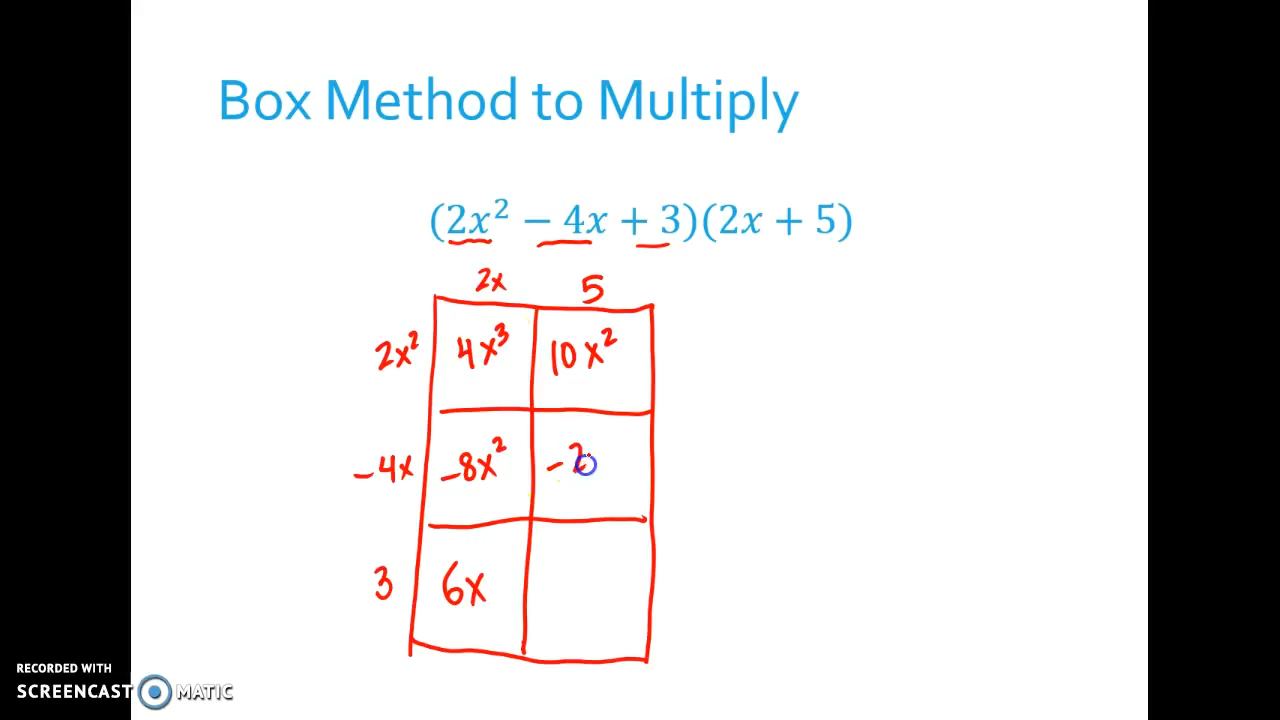 Box Method to Multiply
(2x² − 4x + 3)(2x + 5)
2x 5
2x² 4x³ 10x²
−4x −8x² −2
3 6x
RECORDED WITH
SCREENCAST MATIC